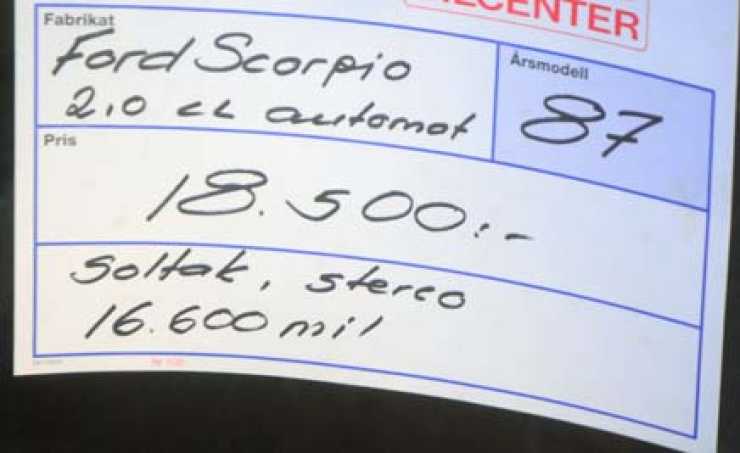 CENTER
Fabrikat
Ford Scorpio
2,0 CL automat
Årsmodell
87
Pris
18.500:-
Soltak, stereo
16.600 mil